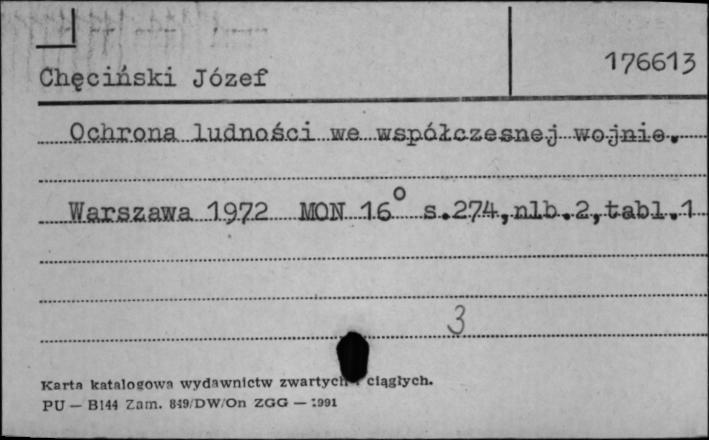 176613
Chęciński Józef
Ochrona ludności we współczesnej wojnie.
Warszawa 1972 MON 16° s.274,nlb.2,tabl.1
3
Karta katalogowa wydawnictw zwartych i ciągłych.
PU — B144 Zam. 849/DW/On ZGG — 1991